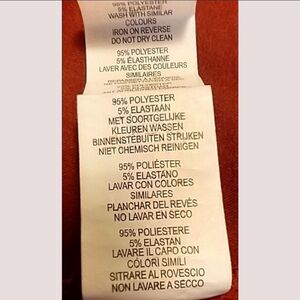 95% POLYESTER
5% ELASTANE
WASH WITH SIMILAR
COLOURS
IRON ON REVERSE
DO NOT DRY CLEAN
95% POLYESTER
5% ÉLASTHANNE
LAVER AVEC DES COULEURS
SIMILAIRES
95% POLYESTER
5% ELASTAAN
MET SOORTGELIJKE
KLEUREN WASSEN
BINNENSTEBUITEN STRIJKEN
NIET CHEMISCH REINIGEN
95% POLIÉSTER
5% ELASTANO
LAVAR CON COLORES
SIMILARES
PLANCHAR DEL REVÉS
NO LAVAR EN SECO
95% POLIESTERE
5% ELASTAN
LAVARE IL CAPO CON
COLORI SIMILI
SITRARE AL ROVESCIO
NON LAVARE A SECCO